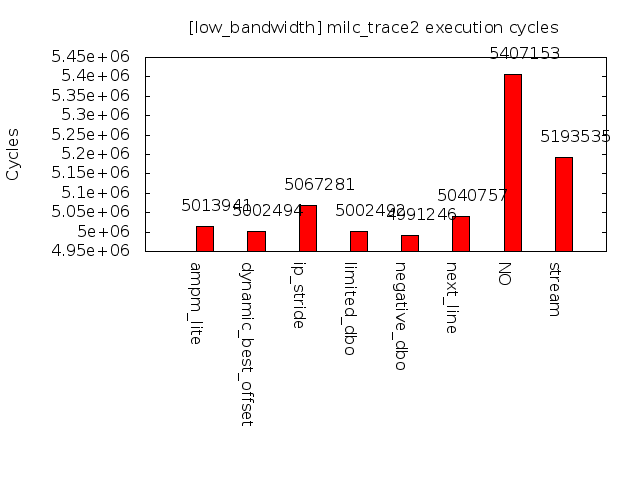 [low_bandwidth] milc_trace2 execution cycles
Cycles
5.45e+06
5.4e+06
5.35e+06
5.3e+06
5.25e+06
5.2e+06
5.15e+06
5.1e+06
5.05e+06
5e+06
4.95e+06
5013941
5002494
5067281
5002492
4991246
5040757
5407153
5193535
ampm_lite
dynamic_best_offset
ip_stride
limited_dbo
negative_dbo
next_line
NO
stream